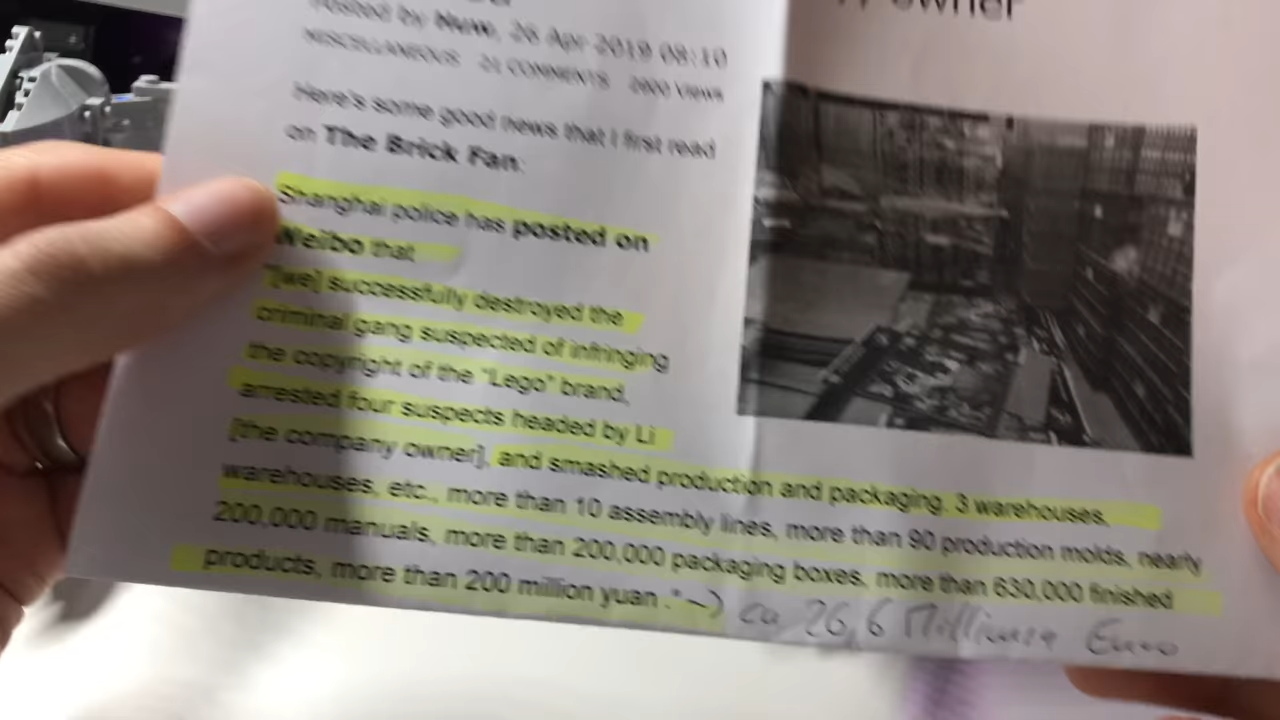 owner
Posted by Huw, 26 Apr 2019 08:10
MISCELLANEOUS 21 COMMENTS views
Here's some good news that I first read
on The Brick Fan:
Shanghai police has posted on
Weibo that
"[we] successfully destroyed the
criminal gang suspected of infringing
the copyright of the "Lego" brand,
arrested four suspects headed by Li
[the company owner], and smashed production and packaging. 3 warehouses,
warehouses, etc., more than 10 assembly lines, more than 90 production molds, nearly
200.000 manuals, more than 200,000 packaging boxes, more than 630,000 finished
products, more than 200 million yuan ." ca 26,6 Millionen Euro